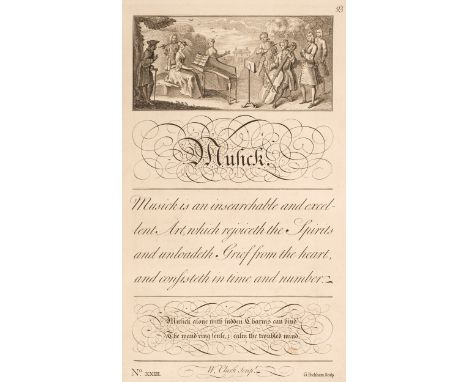 Musick.
Musick is an insearchable and excel-
lent Art, which rejoiceth the Spirits
and unloadeth Grief from the heart,
and consisteth in time and number.
Musick alone with sudden Charms can bind
The wand'ring sense, & calm the troubled mind.
No. XXIII.
W. Clark scrip.
G. Bickham Sculp